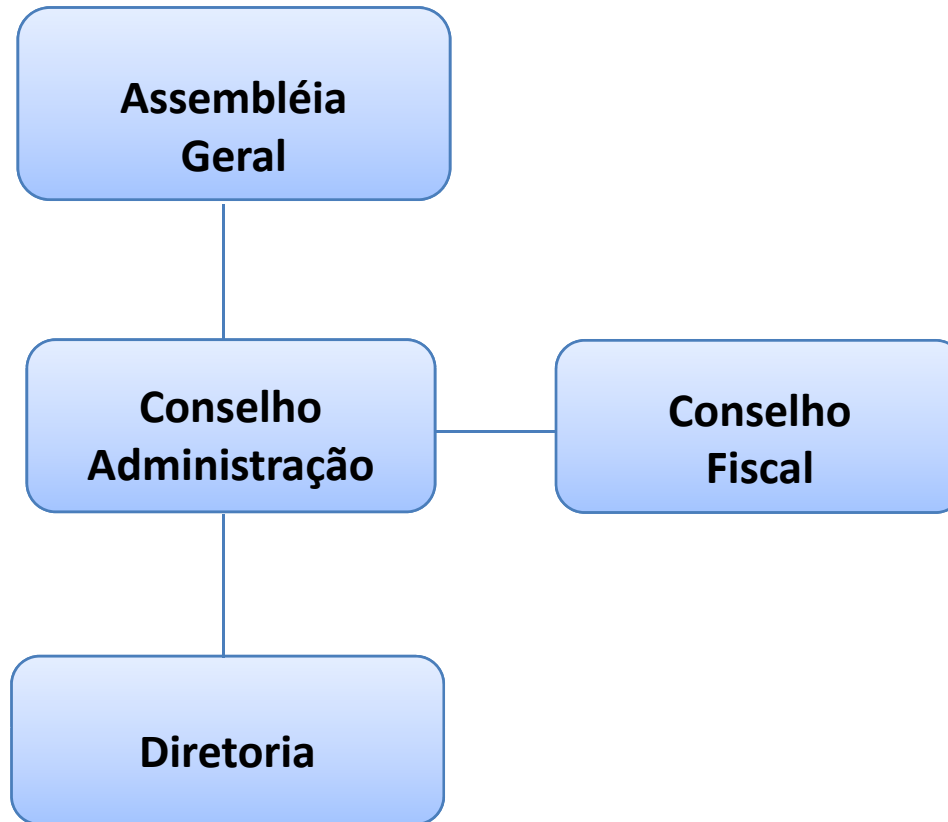 Assembléia
Geral
Conselho
Administração
Conselho
Fiscal
Diretoria